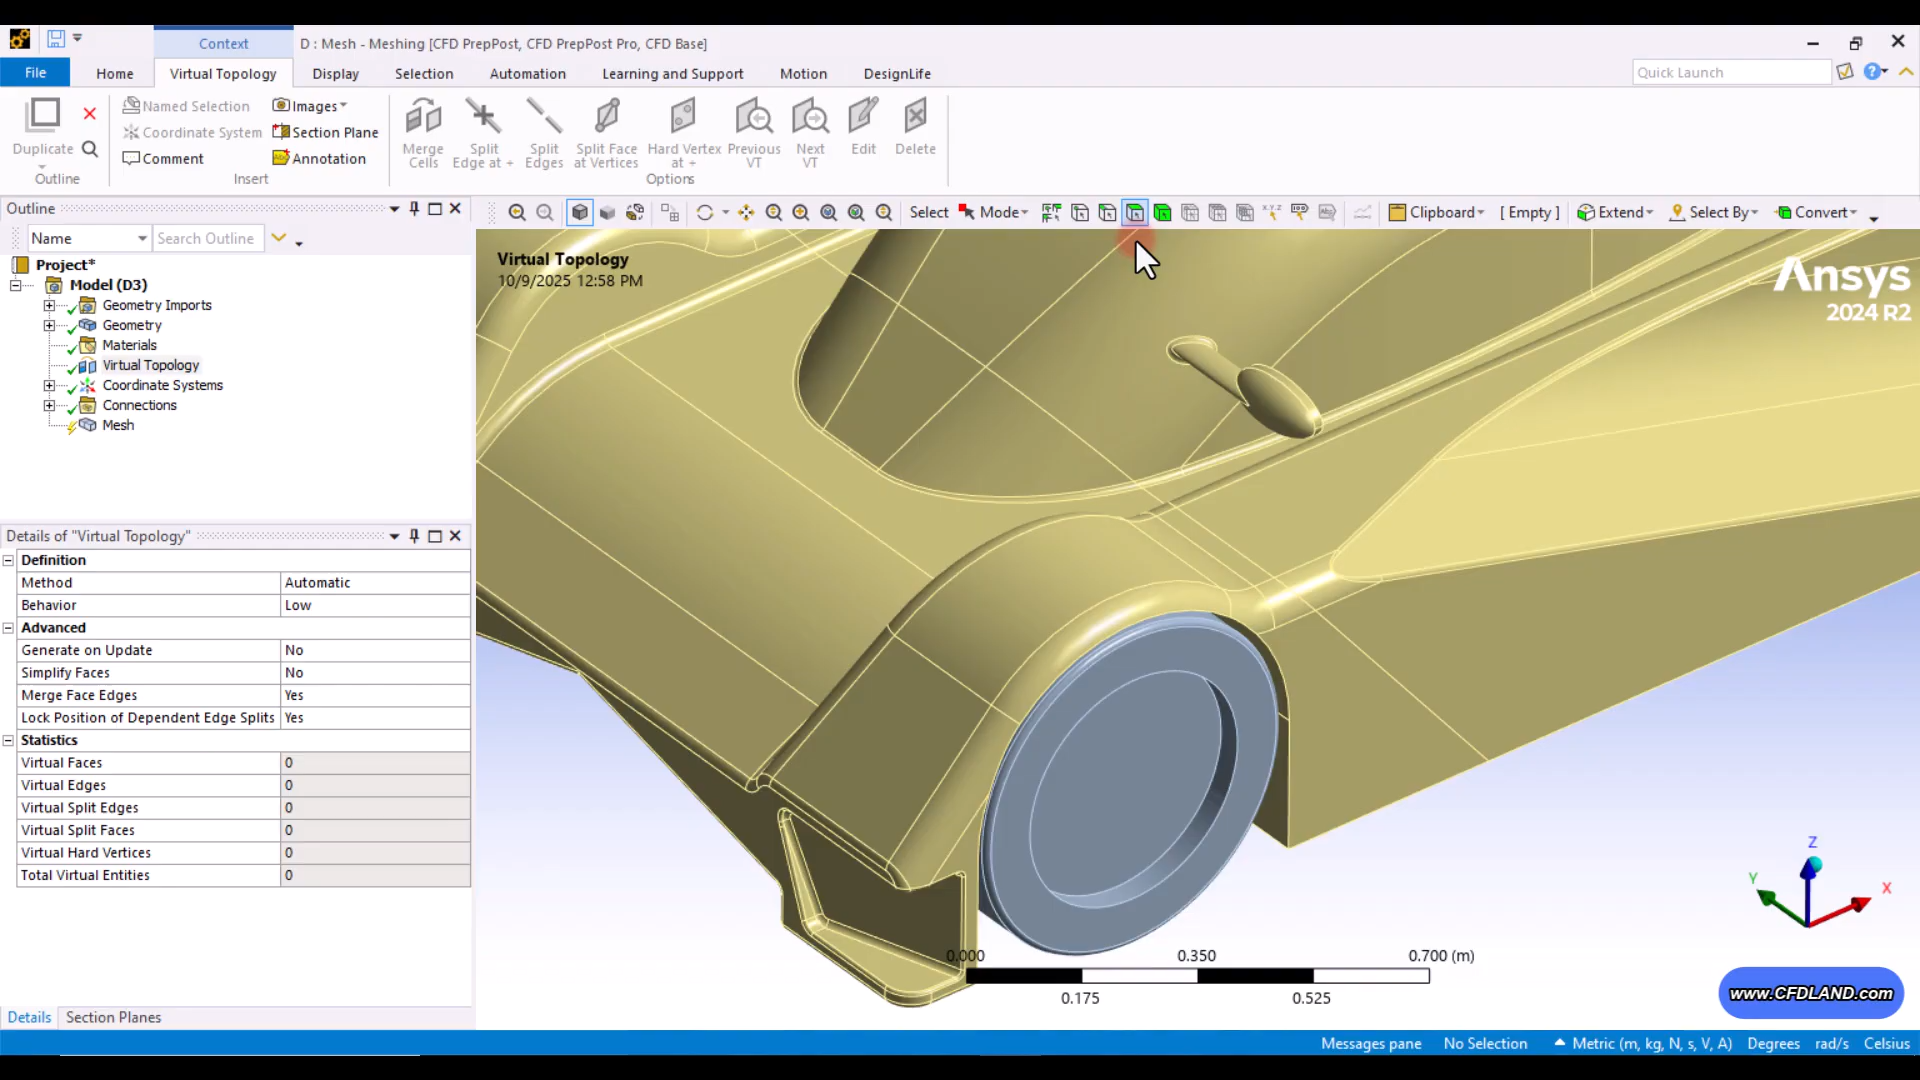 Context
D : Mesh - Meshing [CFD PrepPost, CFD PrepPost Pro, CFD Base]
File
Home
Virtual Topology
Display
Selection
Automation
Learning and Support
Motion
DesignLife
Quick Launch
Duplicate
Outline
Named Selection
Coordinate System
Comment
Images
Section Plane
Annotation
Insert
Merge Cells
Split Edge at +
Split Edges
Split Face at Vertices
Hard Vertex at +
Previous VT
Next VT
Edit
Delete
Options
Outline
Name
Search Outline
Select
Mode
Clipboard
[ Empty ]
Extend
Select By
Convert
Project*
Model (D3)
Geometry Imports
Geometry
Materials
Virtual Topology
Coordinate Systems
Connections
Mesh
Virtual Topology
10/9/2025 12:58 PM
Ansys
2024 R2
Details of "Virtual Topology"
Definition
Method Automatic
Behavior Low
Advanced
Generate on Update No
Simplify Faces No
Merge Face Edges Yes
Lock Position of Dependent Edge Splits Yes
Statistics
Virtual Faces 0
Virtual Edges 0
Virtual Split Edges 0
Virtual Split Faces 0
Virtual Hard Vertices 0
Total Virtual Entities 0
Z
Y
X
0.000 0.350 0.700 (m)
0.175 0.525
www.CFDLAND.com
Details
Section Planes
Messages pane
No Selection
Metric (m, kg, N, s, V, A)
Degrees
rad/s
Celsius